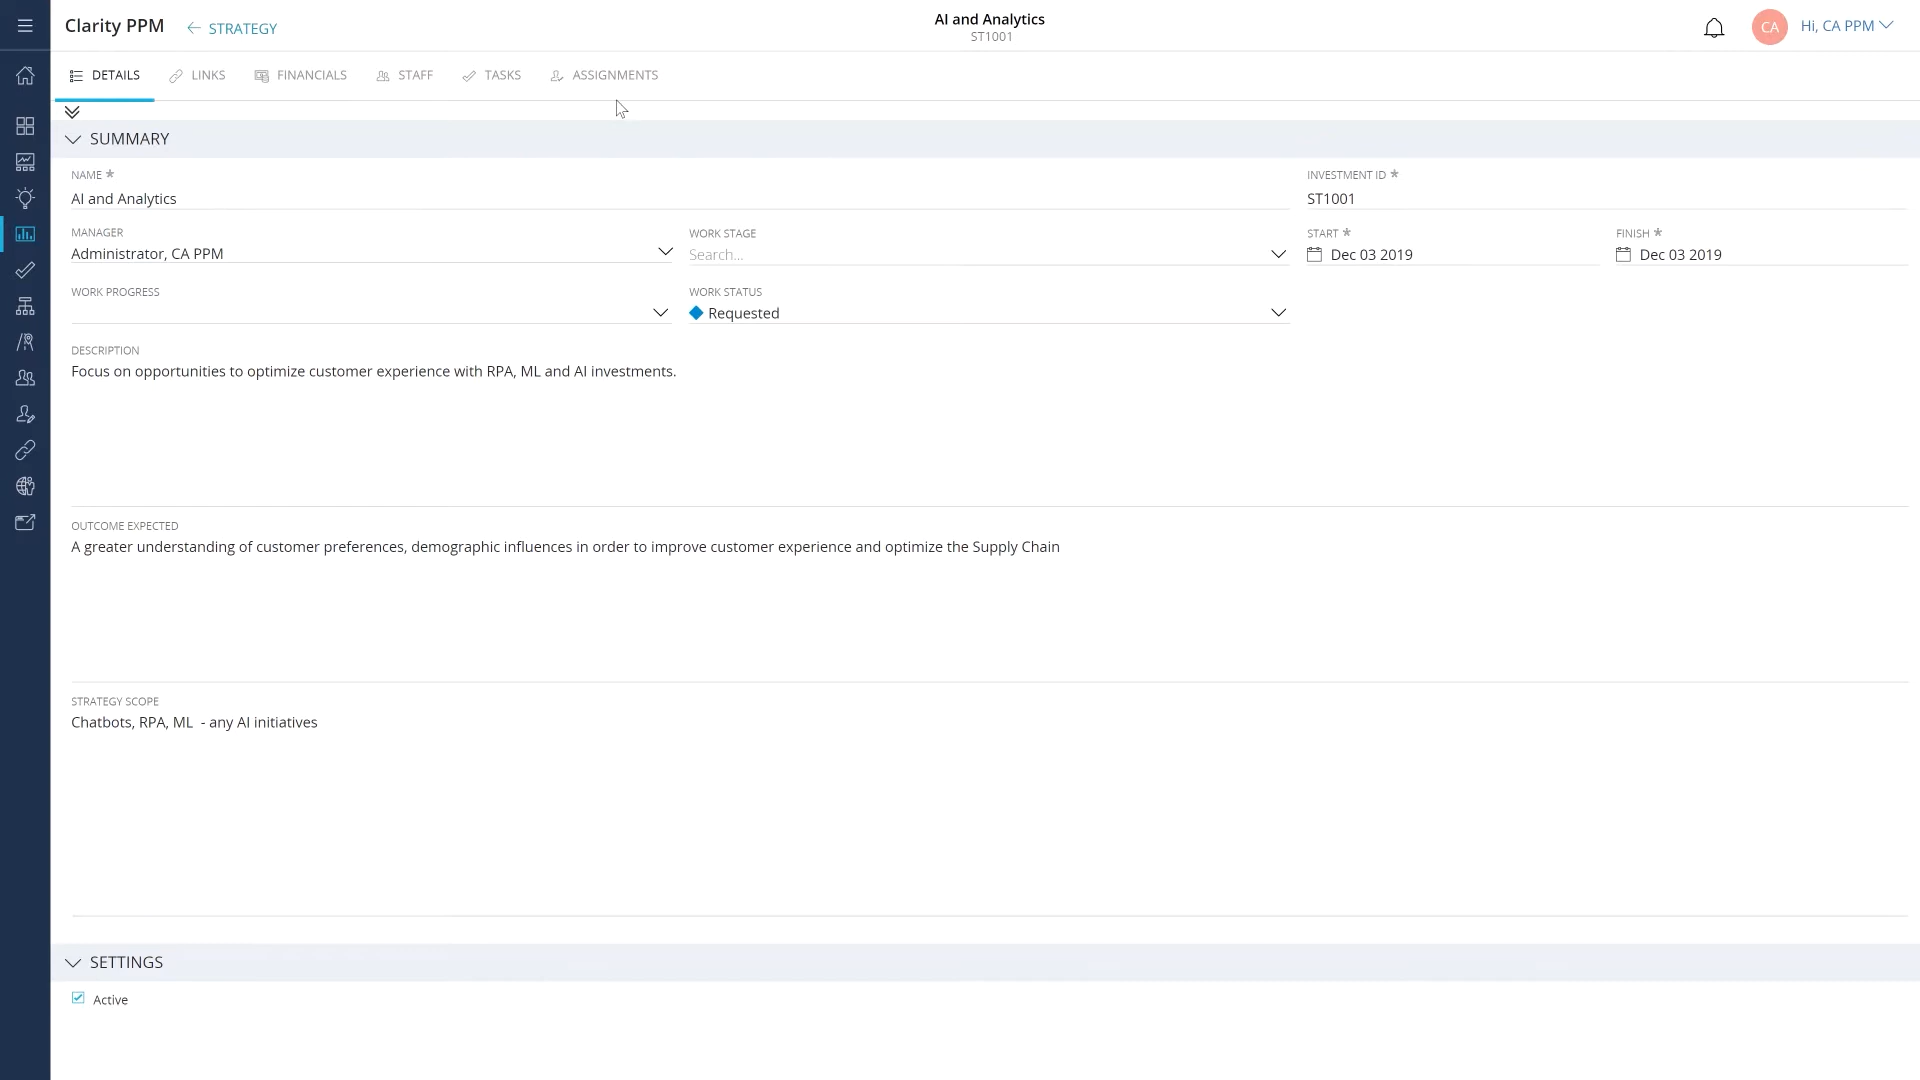 Clarity PPM
STRATEGY
AI and Analytics
ST1001
CA
Hi, CA PPM
DETAILS
LINKS
FINANCIALS
STAFF
TASKS
ASSIGNMENTS
SUMMARY
NAME *
AI and Analytics
INVESTMENT ID *
ST1001
MANAGER
Administrator, CA PPM
WORK STAGE
Search...
START *
Dec 03 2019
FINISH *
Dec 03 2019
WORK PROGRESS
WORK STATUS
Requested
DESCRIPTION
Focus on opportunities to optimize customer experience with RPA, ML and AI investments.
OUTCOME EXPECTED
A greater understanding of customer preferences, demographic influences in order to improve customer experience and optimize the Supply Chain
STRATEGY SCOPE
Chatbots, RPA, ML  - any AI initiatives
SETTINGS
Active